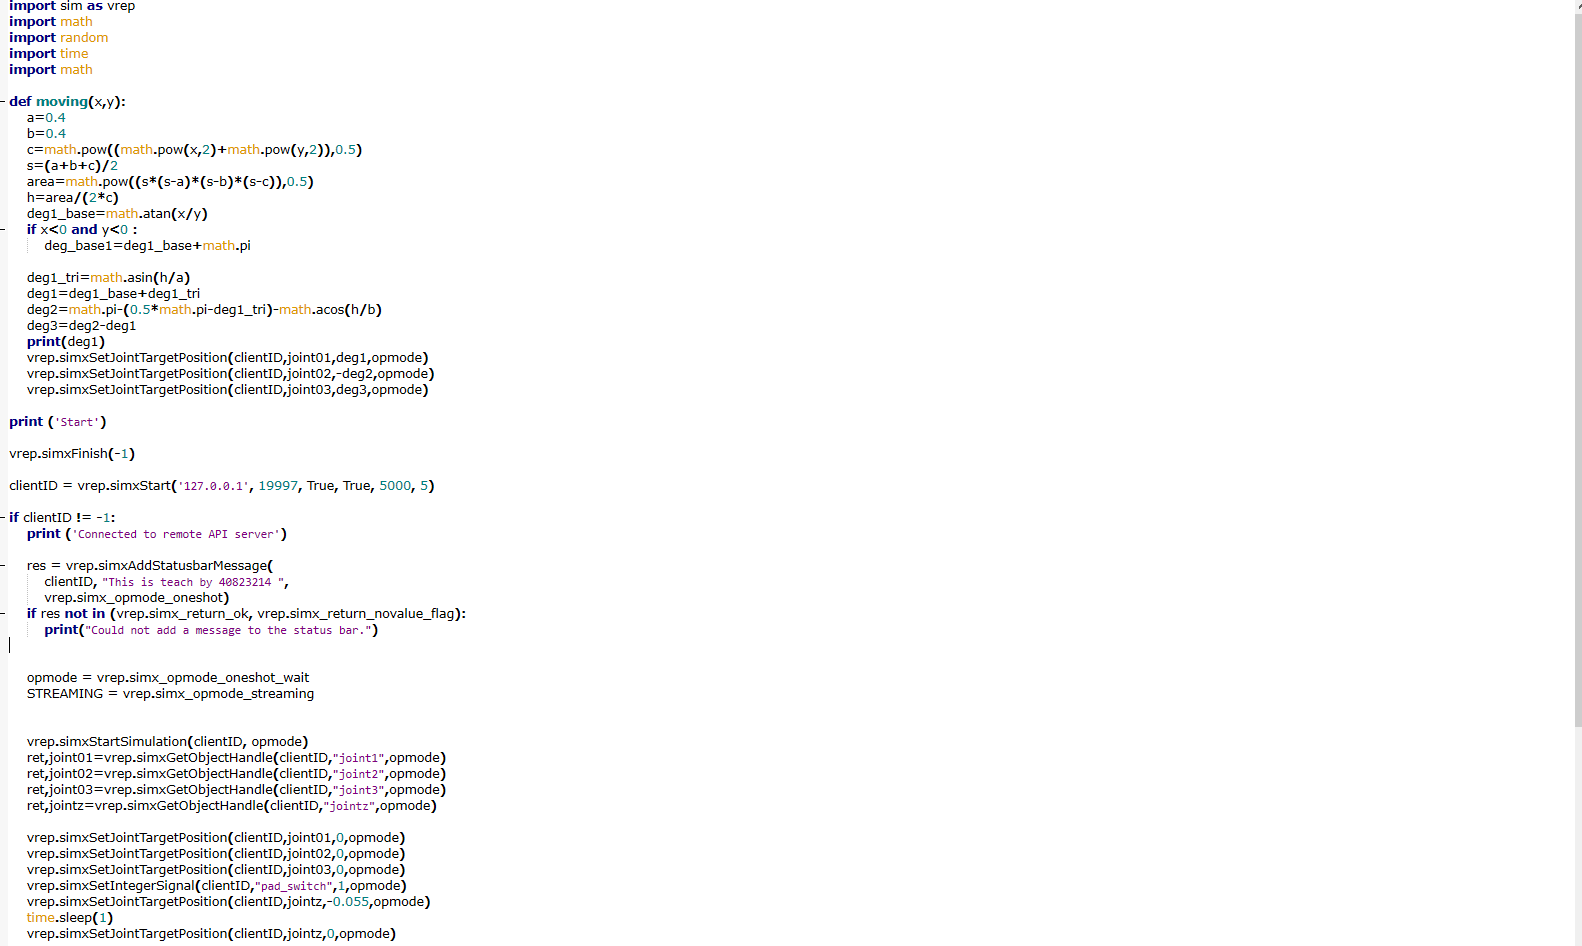 import sim as vrep
import math
import random
import time
import math
def moving(x,y):
a=0.4
b=0.4
c=math.pow((math.pow(x,2)+math.pow(y,2)),0.5)
s=(a+b+c)/2
area=math.pow((s*(s-a)*(s-b)*(s-c)),0.5)
h=area/(2*c)
deg1_base=math.atan(x/y)
if x<0 and y<0 :
deg_base1=deg1_base+math.pi
deg1_tri=math.asin(h/a)
deg1=deg1_base+deg1_tri
deg2=math.pi-(0.5*math.pi-deg1_tri)-math.acos(h/b)
deg3=deg2-deg1
print(deg1)
vrep.simxSetJointTargetPosition(clientID,joint01,deg1,opmode)
vrep.simxSetJointTargetPosition(clientID,joint02,-deg2,opmode)
vrep.simxSetJointTargetPosition(clientID,joint03,deg3,opmode)
print ('Start')
vrep.simxFinish(-1)
clientID = vrep.simxStart('127.0.0.1', 19997, True, True, 5000, 5)
if clientID != -1:
print ('Connected to remote API server')
res = vrep.simxAddStatusbarMessage(
clientID, "This is teach by 40823214 ",
vrep.simx_opmode_oneshot)
if res not in (vrep.simx_return_ok, vrep.simx_return_novalue_flag):
print("Could not add a message to the status bar.")
opmode = vrep.simx_opmode_oneshot_wait
STREAMING = vrep.simx_opmode_streaming
vrep.simxStartSimulation(clientID, opmode)
ret,joint01=vrep.simxGetObjectHandle(clientID,"joint1",opmode)
ret,joint02=vrep.simxGetObjectHandle(clientID,"joint2",opmode)
ret,joint03=vrep.simxGetObjectHandle(clientID,"joint3",opmode)
ret,jointz=vrep.simxGetObjectHandle(clientID,"jointz",opmode)
vrep.simxSetJointTargetPosition(clientID,joint01,0,opmode)
vrep.simxSetJointTargetPosition(clientID,joint02,0,opmode)
vrep.simxSetJointTargetPosition(clientID,joint03,0,opmode)
vrep.simxSetIntegerSignal(clientID,"pad_switch",1,opmode)
vrep.simxSetJointTargetPosition(clientID,jointz,-0.055,opmode)
time.sleep(1)
vrep.simxSetJointTargetPosition(clientID,jointz,0,opmode)